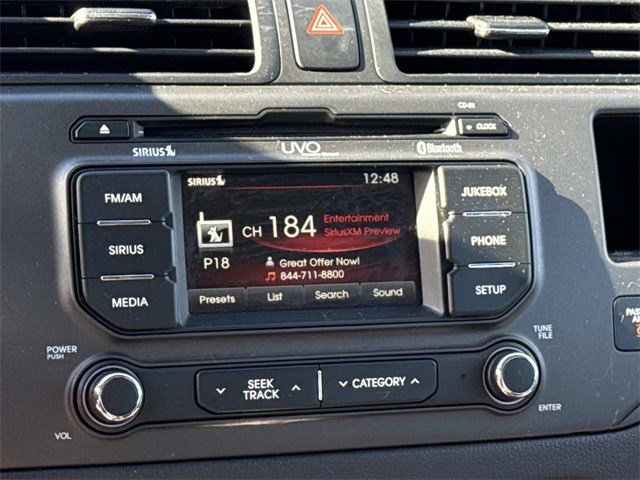 CD-IN
CLOCK
SIRIUS
UVO
Bluetooth
FM/AM
SIRIUS
MEDIA
SIRIUS
12:48
CH 184
Entertainment
SiriusXM Preview
P18
Great Offer Now!
844-711-8800
Presets List Search Sound
JUKEBOX
PHONE
SETUP
PASS
POWER
PUSH
VOL
SEEK
TRACK
CATEGORY
TUNE
FILE
ENTER